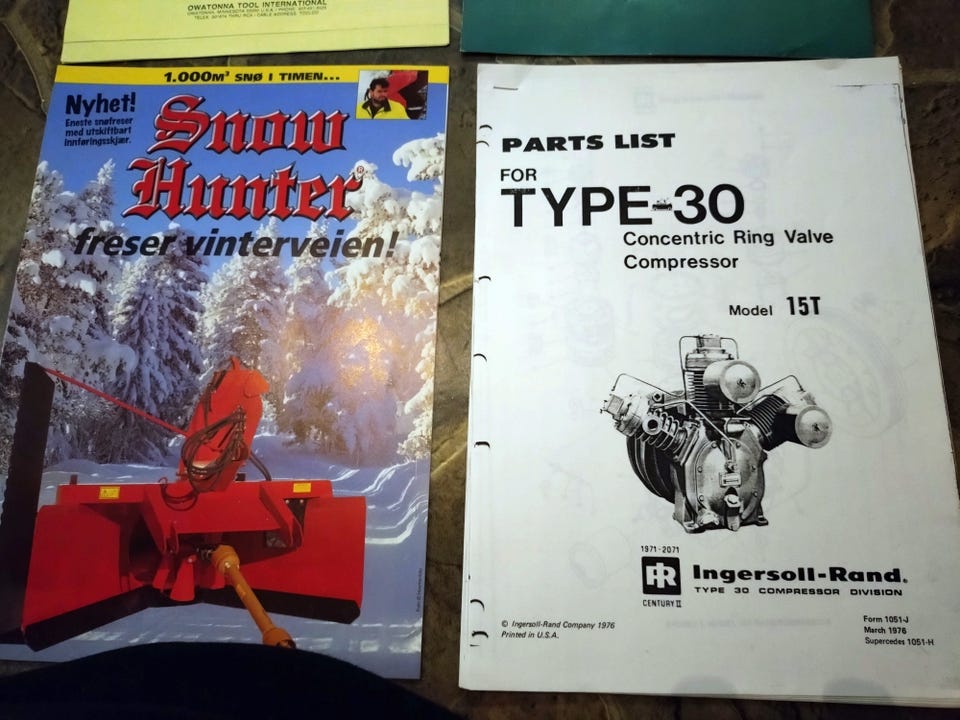 OWATONNA TOOL INTERNATIONAL
1.000M³ SNØ I TIMEN...
Nyhet!
Eneste snøfreser
med utskiftbart
innføringsskjær.
Snow
Hunter®
freser vinterveien!
PARTS LIST
FOR
TYPE-30
Concentric Ring Valve
Compressor
Model 15T
1971-2071
IR
CENTURY II
Ingersoll-Rand®
TYPE 30 COMPRESSOR DIVISION
© Ingersoll-Rand Company 1976
Printed in U.S.A.
Form 1051-J
March 1976
Supercedes 1051-H